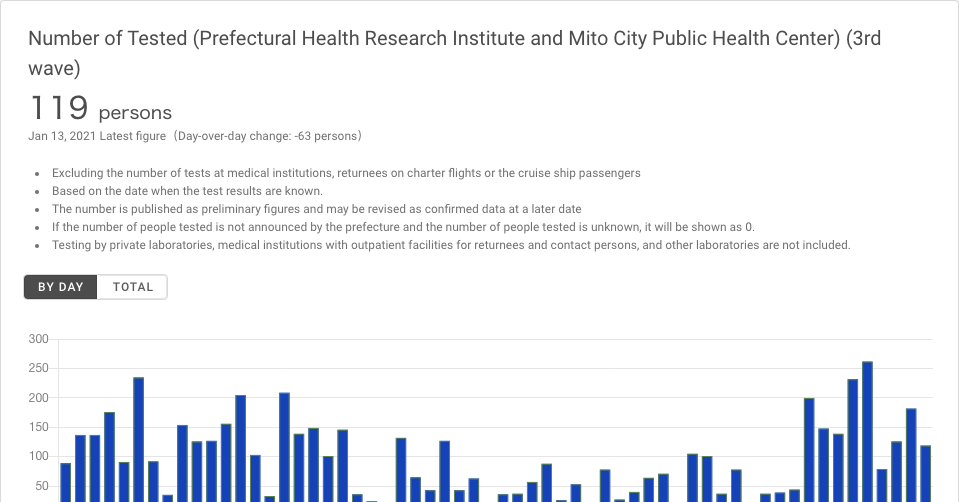 Number of Tested (Prefectural Health Research Institute and Mito City Public Health Center) (3rd
wave)
119 persons
Jan 13, 2021 Latest figure（Day-over-day change: -63 persons）
• Excluding the number of tests at medical institutions, returnees on charter flights or the cruise ship passengers
• Based on the date when the test results are known.
• The number is published as preliminary figures and may be revised as confirmed data at a later date
• If the number of people tested is not announced by the prefecture and the number of people tested is unknown, it will be shown as 0.
• Testing by private laboratories, medical institutions with outpatient facilities for returnees and contact persons, and other laboratories are not included.
BY DAY TOTAL
300
250
200
150
100
50